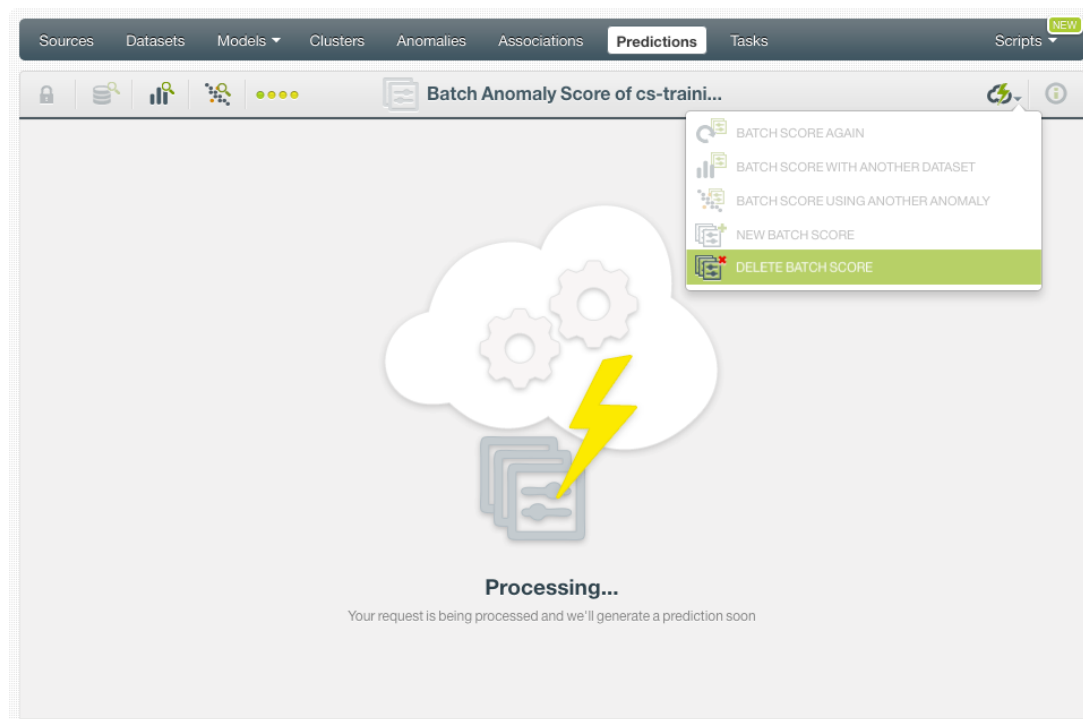 Sources Datasets Models Clusters Anomalies Associations Predictions Tasks Scripts NEW
Batch Anomaly Score of cs-traini...
BATCH SCORE AGAIN
BATCH SCORE WITH ANOTHER DATASET
BATCH SCORE USING ANOTHER ANOMALY
NEW BATCH SCORE
DELETE BATCH SCORE
Processing...
Your request is being processed and we'll generate a prediction soon